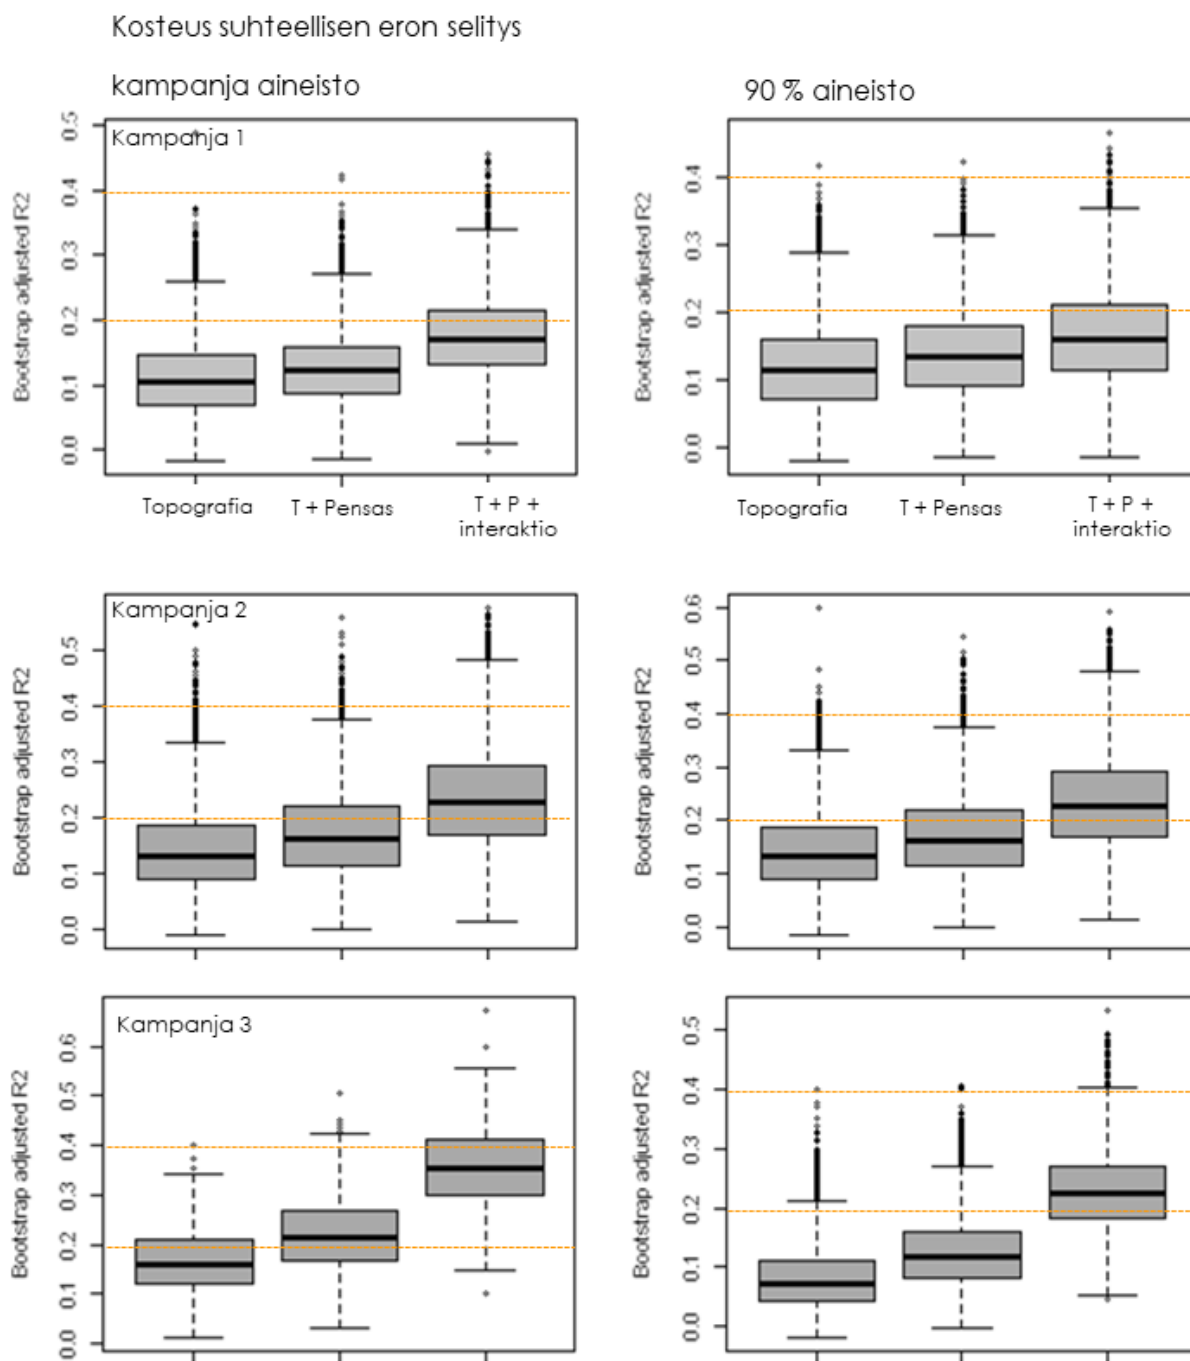 Kosteus suhteellisen eron selitys
kampanja aineisto
90 % aineisto
Kampanja 1
Bootstrap adjusted R2
0.0 0.1 0.2 0.3 0.4 0.5
Topografia
T + Pensas
T + P +
interaktio
Bootstrap adjusted R2
0.0 0.1 0.2 0.3 0.4
Topografia
T + Pensas
T + P +
interaktio
Kampanja 2
Bootstrap adjusted R2
0.0 0.1 0.2 0.3 0.4 0.5
Bootstrap adjusted R2
0.0 0.1 0.2 0.3 0.4 0.5 0.6
Kampanja 3
Bootstrap adjusted R2
0.0 0.1 0.2 0.3 0.4 0.5 0.6
Bootstrap adjusted R2
0.0 0.1 0.2 0.3 0.4 0.5